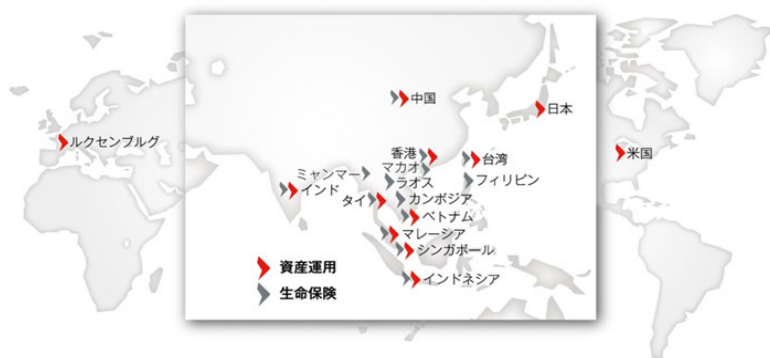 中国
日本
ルクセンブルグ
香港
台湾
米国
マカオ
ミャンマー
ラオス
フィリピン
インド
タイ
カンボジア
ベトナム
マレーシア
シンガポール
資産運用
インドネシア
生命保険